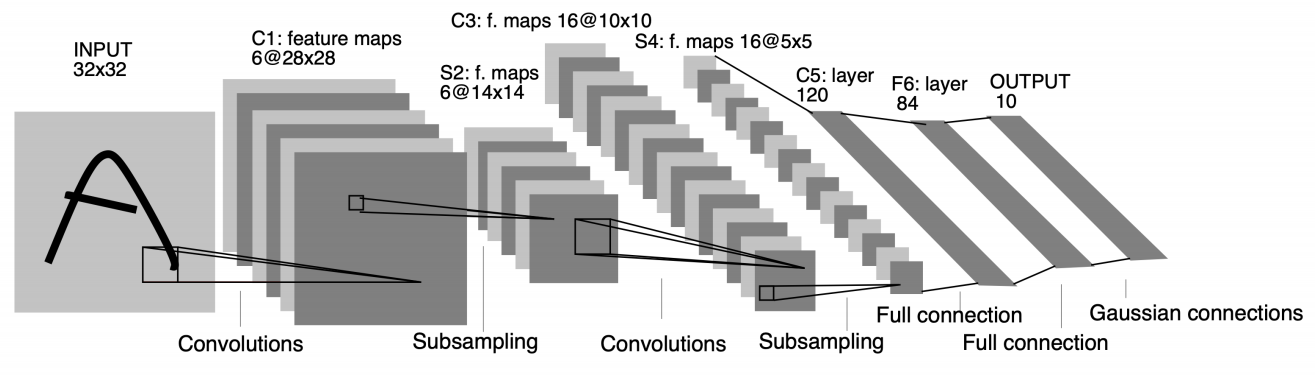 INPUT
32x32
C1: feature maps
6@28x28
S2: f. maps
6@14x14
C3: f. maps 16@10x10
S4: f. maps 16@5x5
C5: layer
120
F6: layer
84
OUTPUT
10
Convolutions
Subsampling
Convolutions
Subsampling
Full connection
Full connection
Gaussian connections